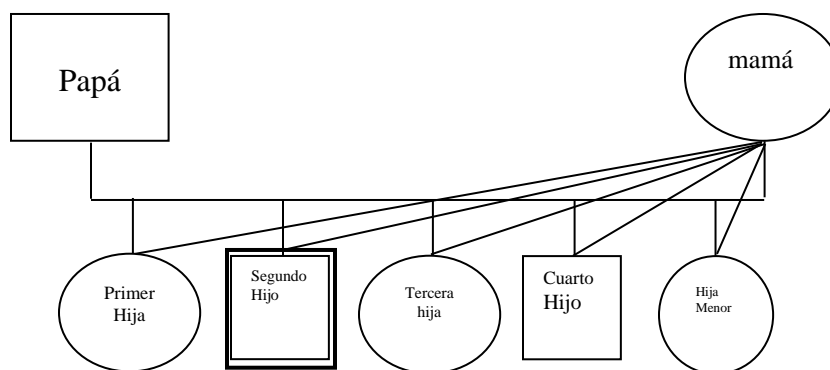 Papá
mamá
Primer
Hija
Segundo
Hijo
Tercera
hija
Cuarto
Hijo
Hija
Menor